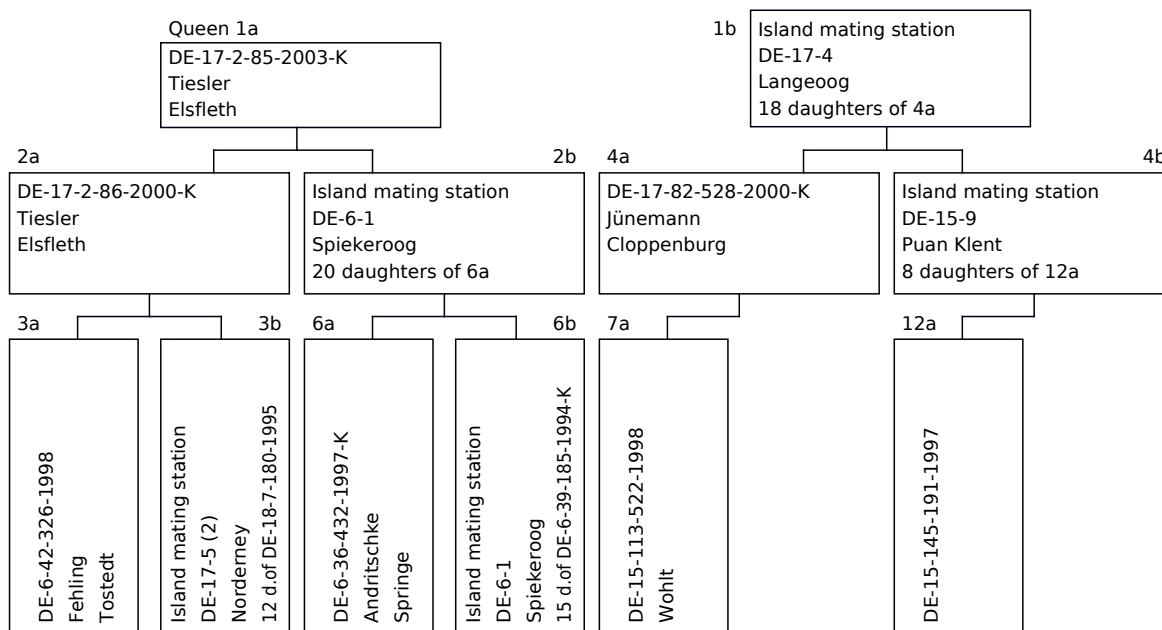 Queen 1a
DE-17-2-85-2003-K
Tiesler
Elsfleth
1b
Island mating station
DE-17-4
Langeoog
18 daughters of 4a
2a
DE-17-2-86-2000-K
Tiesler
Elsfleth
2b
Island mating station
DE-6-1
Spiekeroog
20 daughters of 6a
4a
DE-17-82-528-2000-K
Jünemann
Cloppenburg
4b
Island mating station
DE-15-9
Puan Klent
8 daughters of 12a
3a
DE-6-42-326-1998
Fehling
Tostedt
3b
Island mating station
DE-17-5 (2)
Norderney
12 d.of DE-18-7-180-1995
6a
DE-6-36-432-1997-K
Andritschke
Springe
6b
Island mating station
DE-6-1
Spiekeroog
15 d.of DE-6-39-185-1994-K
7a
DE-15-113-522-1998
Wohlt
12a
DE-15-145-191-1997